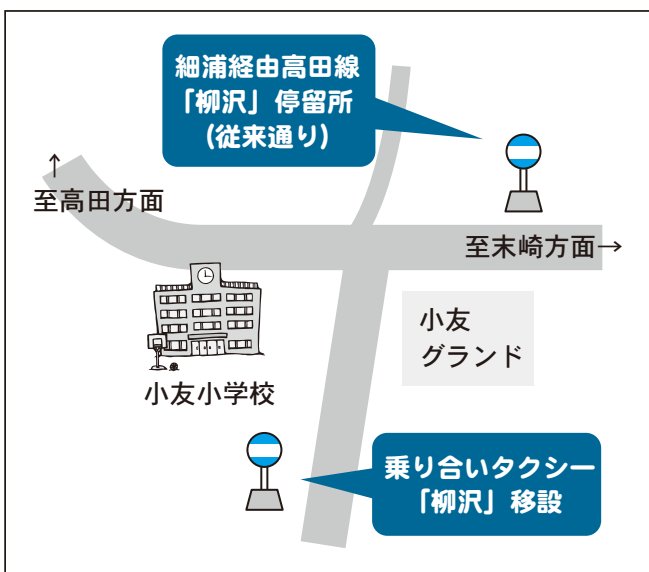 細浦経由高田線
「柳沢」停留所
(従来通り)
↑
至高田方面
至末崎方面→
小友
グランド
小友小学校
乗り合いタクシー
「柳沢」移設